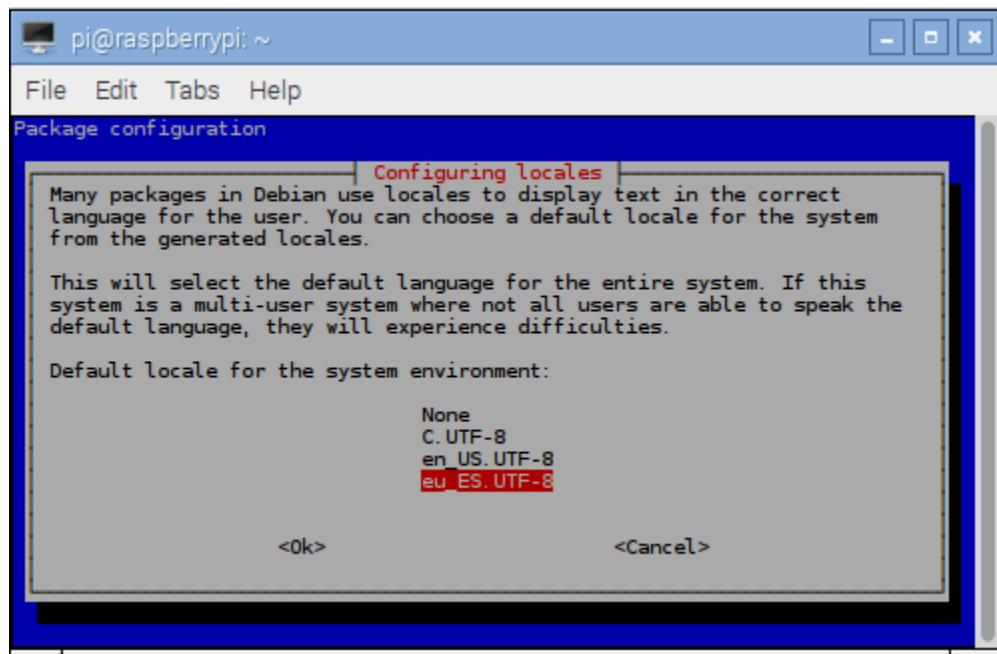 pi@raspberrypi: ~
File Edit Tabs Help
Package configuration
Configuring locales
Many packages in Debian use locales to display text in the correct
language for the user. You can choose a default locale for the system
from the generated locales.
This will select the default language for the entire system. If this
system is a multi-user system where not all users are able to speak the
default language, they will experience difficulties.
Default locale for the system environment:
None
C.UTF-8
en_US.UTF-8
eu_ES.UTF-8
<Ok> <Cancel>